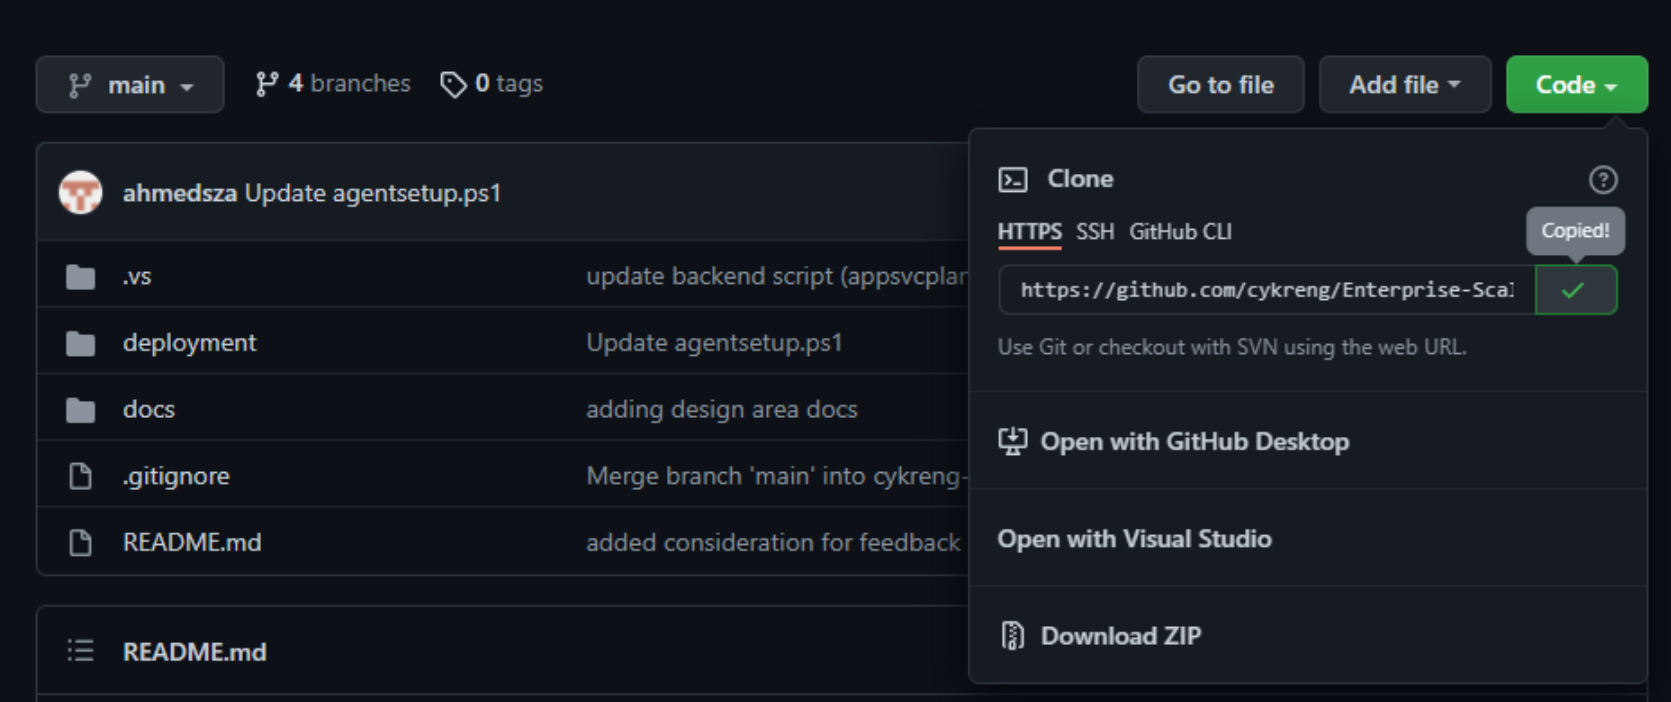 main 4 branches 0 tags Go to file Add file Code
ahmedsza Update agentsetup.ps1
.vs update backend script (appsvcplan
deployment Update agentsetup.ps1
docs adding design area docs
.gitignore Merge branch 'main' into cykreng-
README.md added consideration for feedback
README.md
Clone
HTTPS SSH GitHub CLI
Copied!
https://github.com/cykreng/Enterprise-Scal
Use Git or checkout with SVN using the web URL.
Open with GitHub Desktop
Open with Visual Studio
Download ZIP